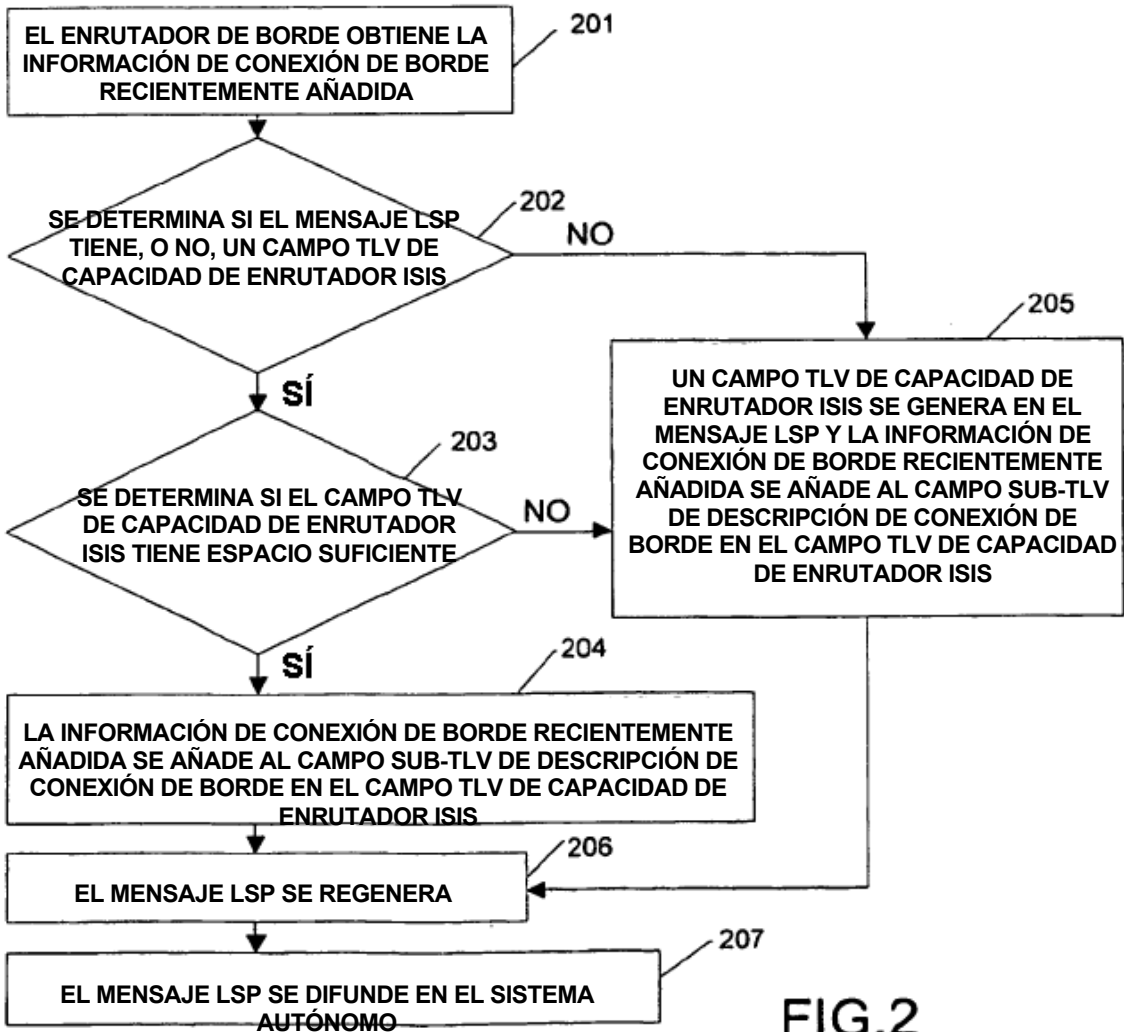 EL ENRUTADOR DE BORDE OBTIENE LA
INFORMACIÓN DE CONEXIÓN DE BORDE
RECIENTEMENTE AÑADIDA
201
SE DETERMINA SI EL MENSAJE LSP
TIENE, O NO, UN CAMPO TLV DE
CAPACIDAD DE ENRUTADOR ISIS
202
NO
SÍ
205
UN CAMPO TLV DE CAPACIDAD DE
ENRUTADOR ISIS SE GENERA EN EL
MENSAJE LSP Y LA INFORMACIÓN DE
CONEXIÓN DE BORDE RECIENTEMENTE
AÑADIDA SE AÑADE AL CAMPO SUB-TLV
DE DESCRIPCIÓN DE CONEXIÓN DE
BORDE EN EL CAMPO TLV DE CAPACIDAD
DE ENRUTADOR ISIS
203
SE DETERMINA SI EL CAMPO TLV
DE CAPACIDAD DE ENRUTADOR
ISIS TIENE ESPACIO SUFICIENTE
NO
SÍ
204
LA INFORMACIÓN DE CONEXIÓN DE BORDE RECIENTEMENTE
AÑADIDA SE AÑADE AL CAMPO SUB-TLV DE DESCRIPCIÓN DE
CONEXIÓN DE BORDE EN EL CAMPO TLV DE CAPACIDAD DE
ENRUTADOR ISIS
206
EL MENSAJE LSP SE REGENERA
207
EL MENSAJE LSP SE DIFUNDE EN EL SISTEMA
AUTÓNOMO
FIG.2